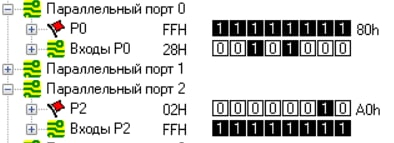 Параллельный порт 0
P0 FFH 1 1 1 1 1 1 1 1 80h
Входы P0 28H 0 0 1 0 1 0 0 0
Параллельный порт 1
Параллельный порт 2
P2 02H 0 0 0 0 0 0 1 0 A0h
Входы P2 FFH 1 1 1 1 1 1 1 1